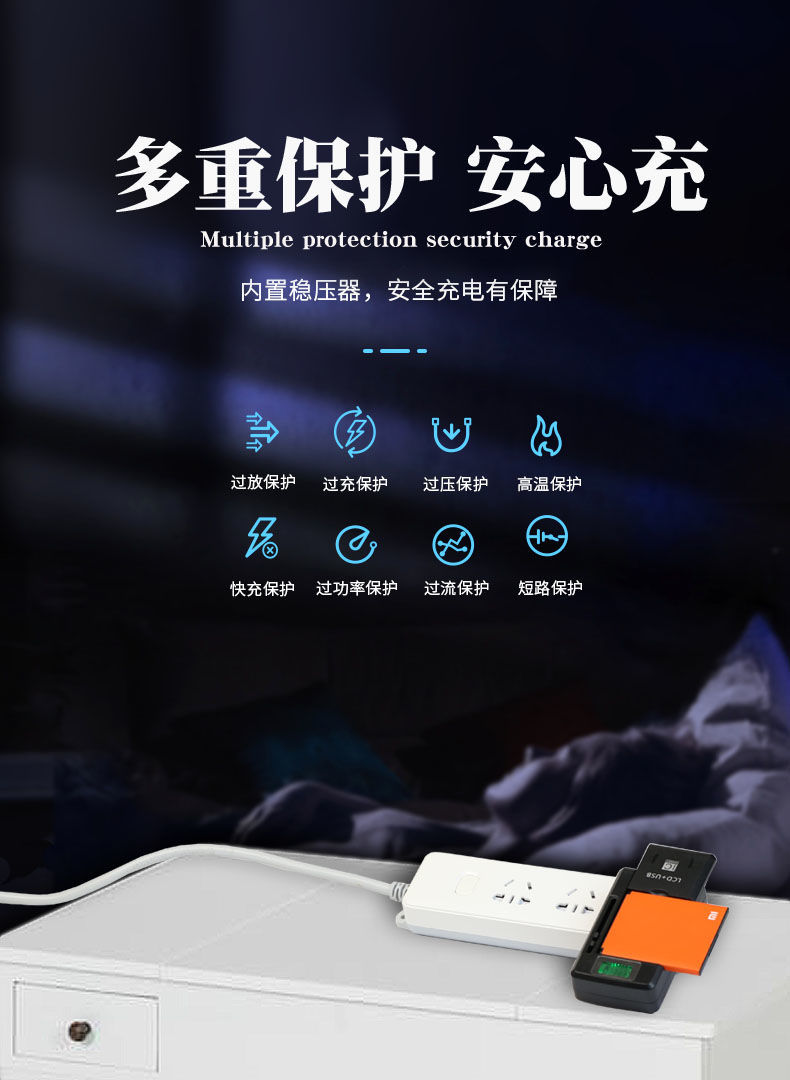 多重保护 安心充
Multiple protection security charge
内置稳压器，安全充电有保障
过放保护 过充保护 过压保护 高温保护
快充保护 过功率保护 过流保护 短路保护
LCD+USB